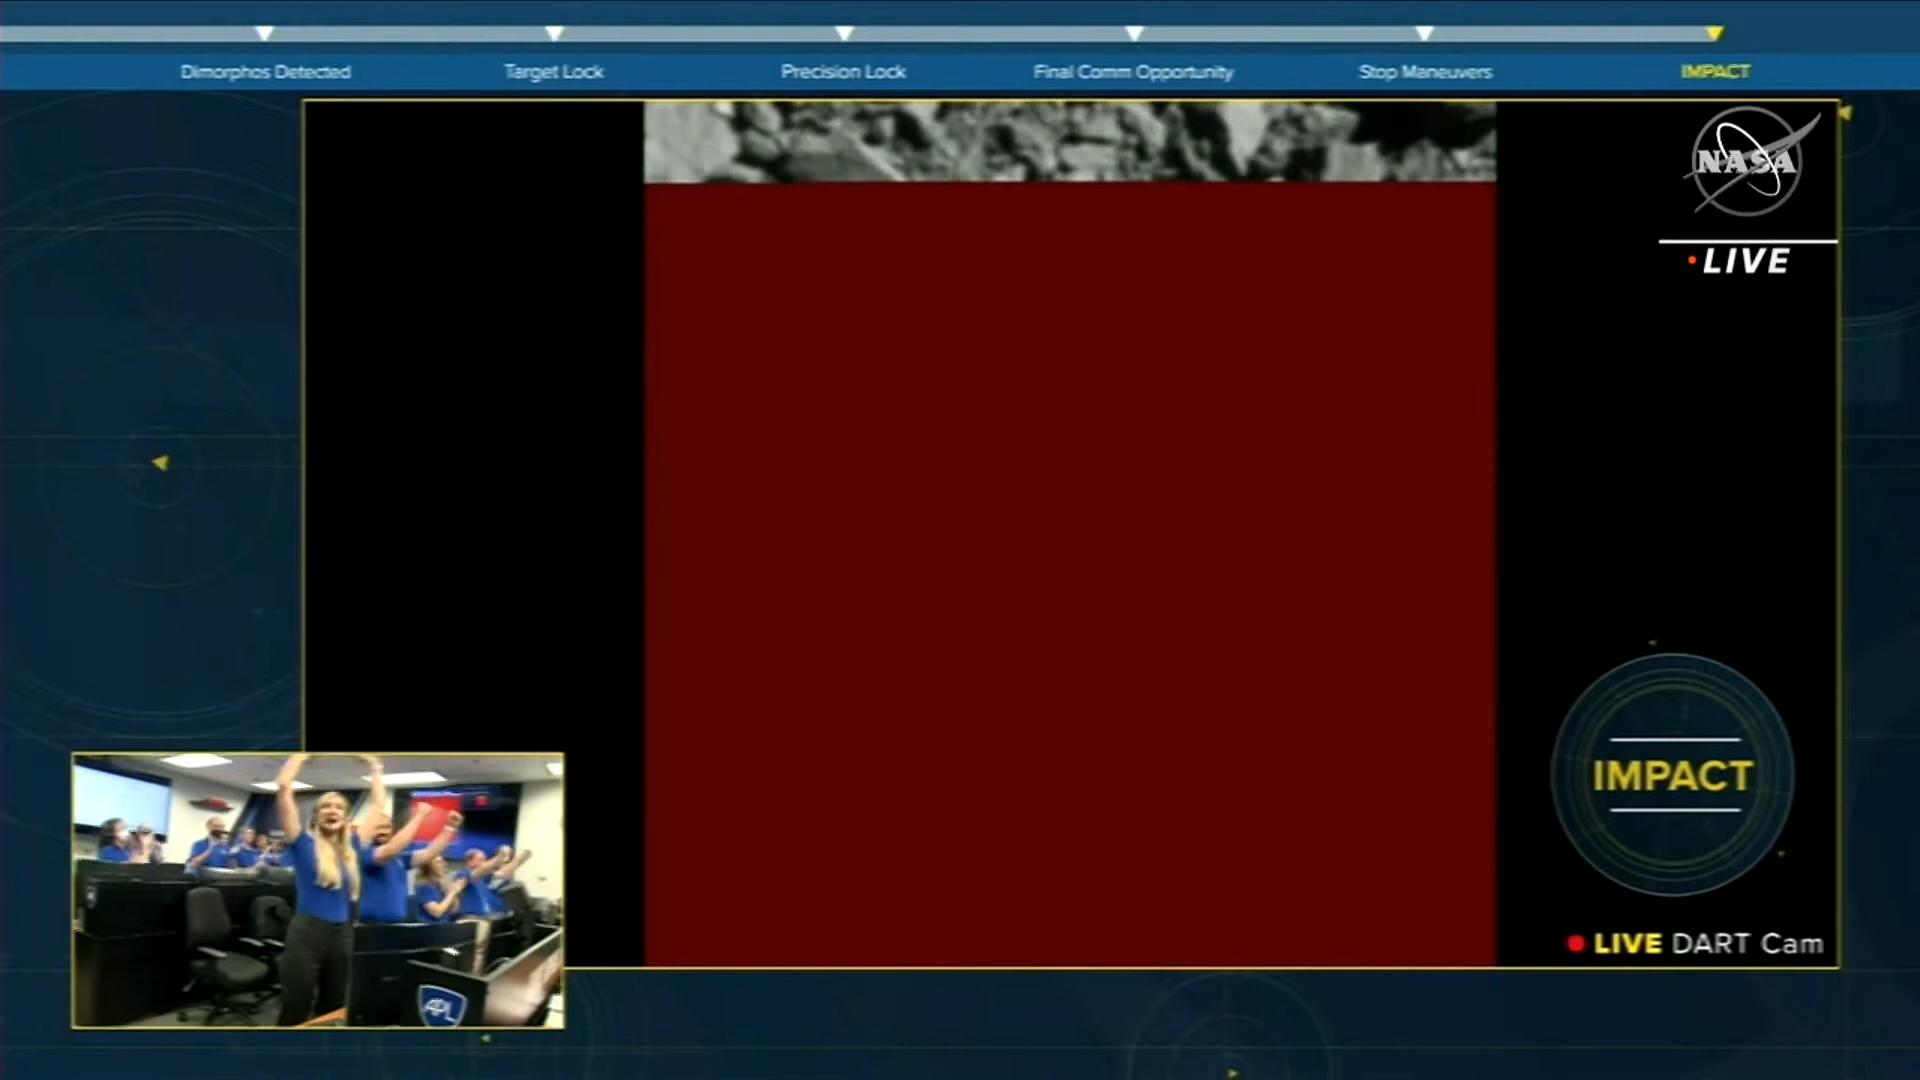 Dimorphos Detected
Target Lock
Precision Lock
Final Comm Opportunity
Stop Maneuvers
IMPACT
NASA
LIVE
IMPACT
LIVE DART Cam
APL